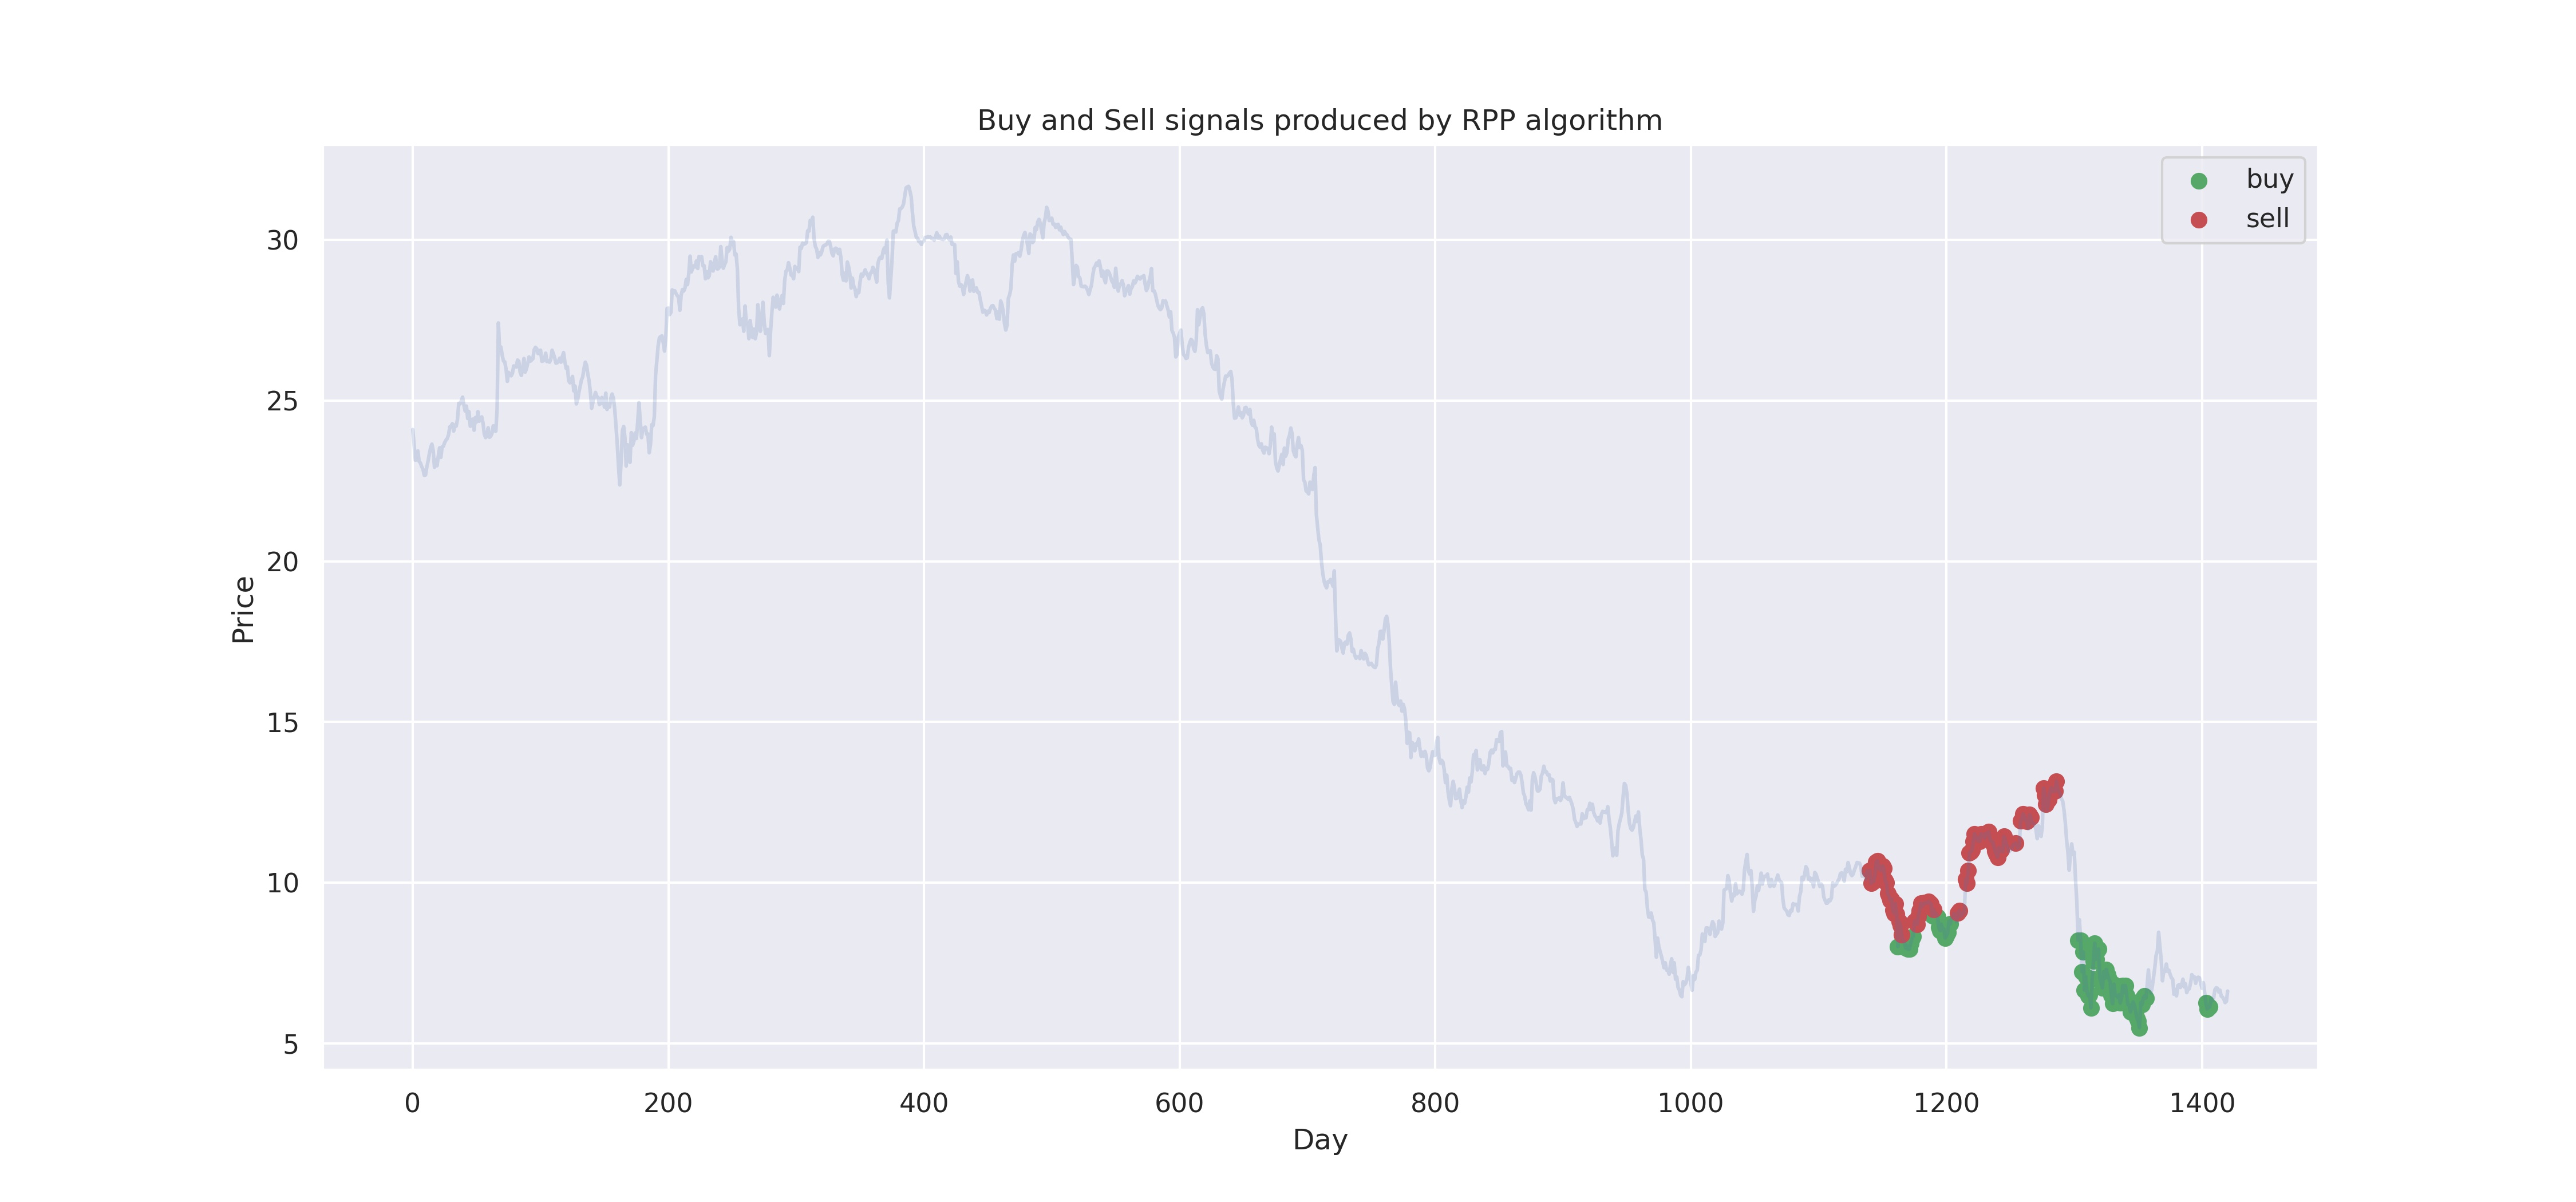 Buy and Sell signals produced by RPP algorithm
buy
sell
Price
30
25
20
15
10
5
0 200 400 600 800 1000 1200 1400
Day